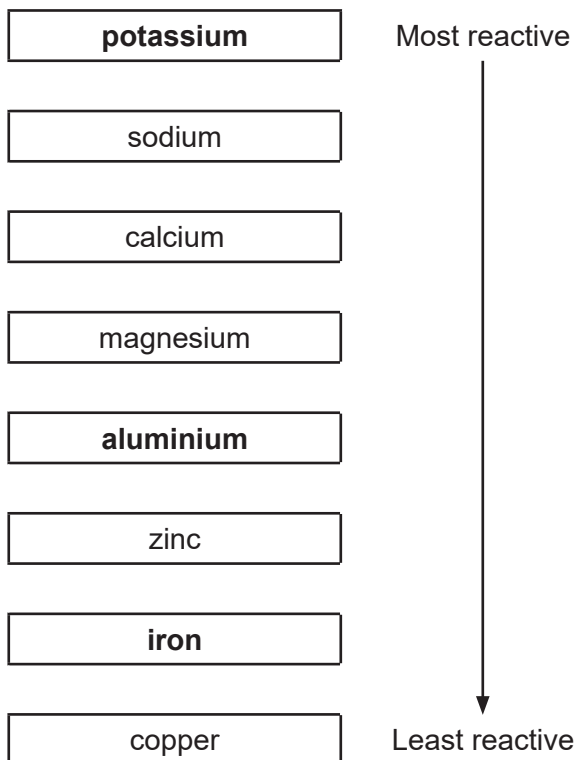 potassium Most reactive
sodium
calcium
magnesium
aluminium
zinc
iron
copper Least reactive